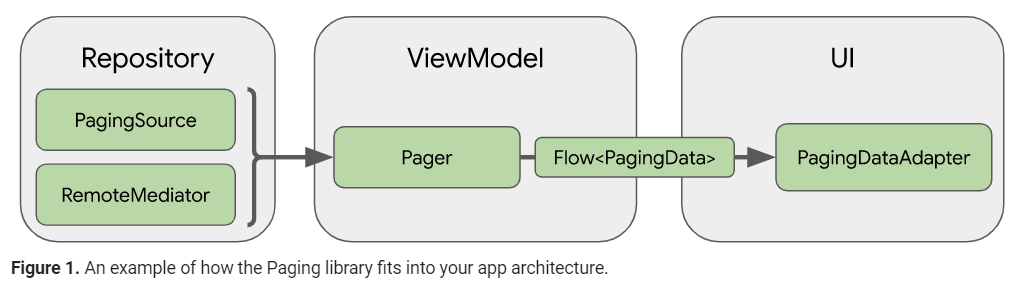 Repository
PagingSource
RemoteMediator
ViewModel
Pager
Flow<PagingData>
UI
PagingDataAdapter
Figure 1. An example of how the Paging library fits into your app architecture.